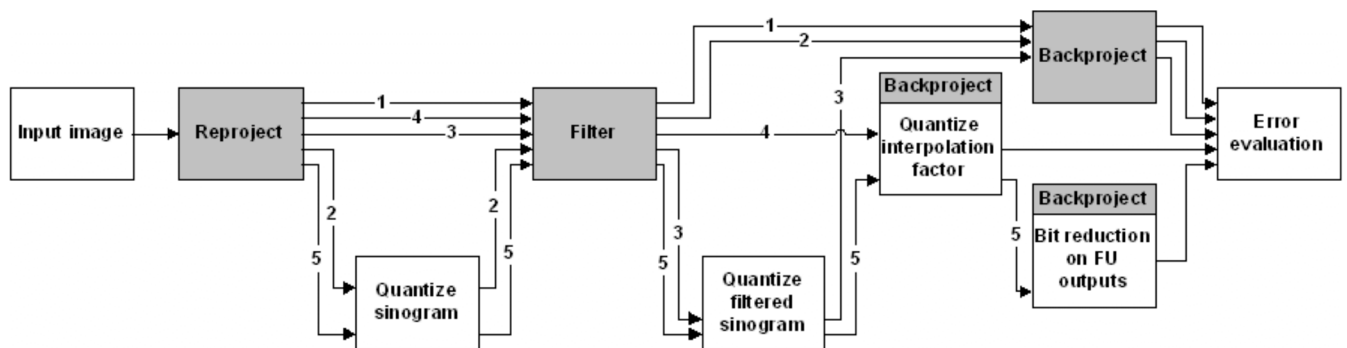 Input image
Reproject
1
4
3
2
5
Quantize
sinogram
2
5
Filter
1
2
4
3
5
Quantize
filtered
sinogram
3
5
Backproject
Quantize
interpolation
factor
5
Backproject
Backproject
Bit reduction
on FU
outputs
Error
evaluation